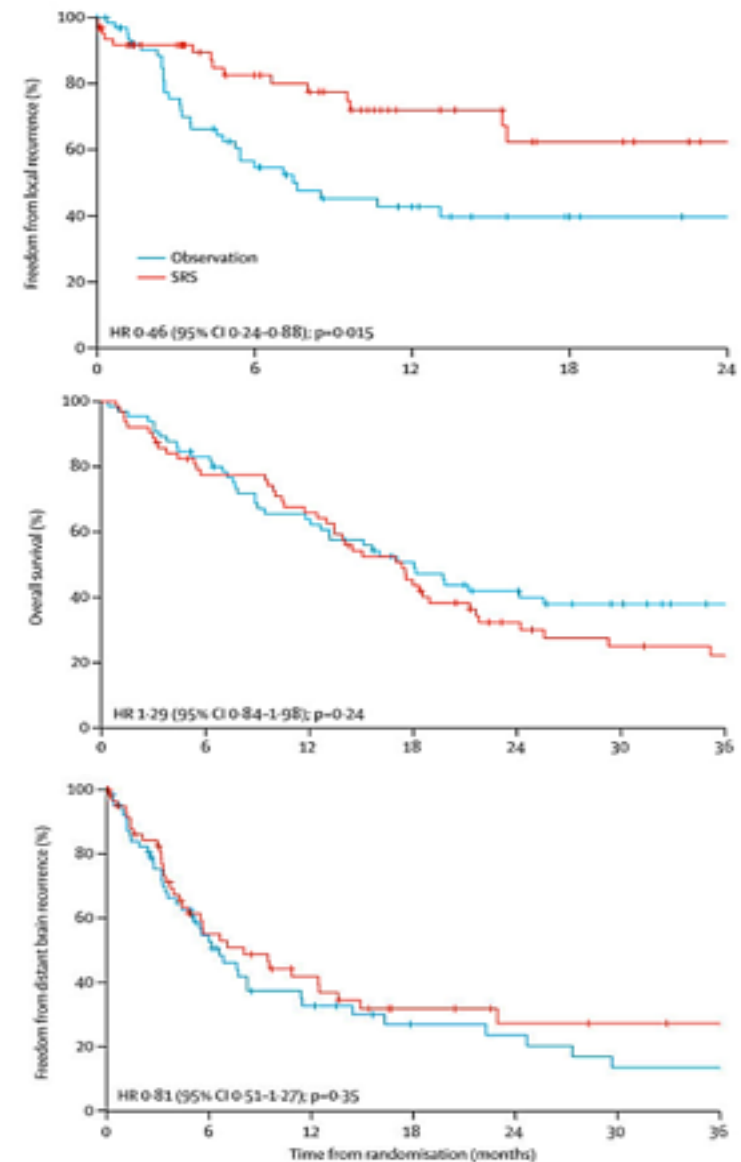 Freedom from local recurrence (%)
100
80
60
40
20
0
Observation
SRS
HR 0·46 (95% CI 0·24–0·88); p=0·015
0 6 12 18 24
Overall survival (%)
100
80
60
40
20
0
HR 1·29 (95% CI 0·84–1·98); p=0·24
0 6 12 18 24 30 36
Freedom from distant brain recurrence (%)
100
80
60
40
20
0
HR 0·81 (95% CI 0·51–1·27); p=0·35
0 6 12 18 24 30 36
Time from randomisation (months)